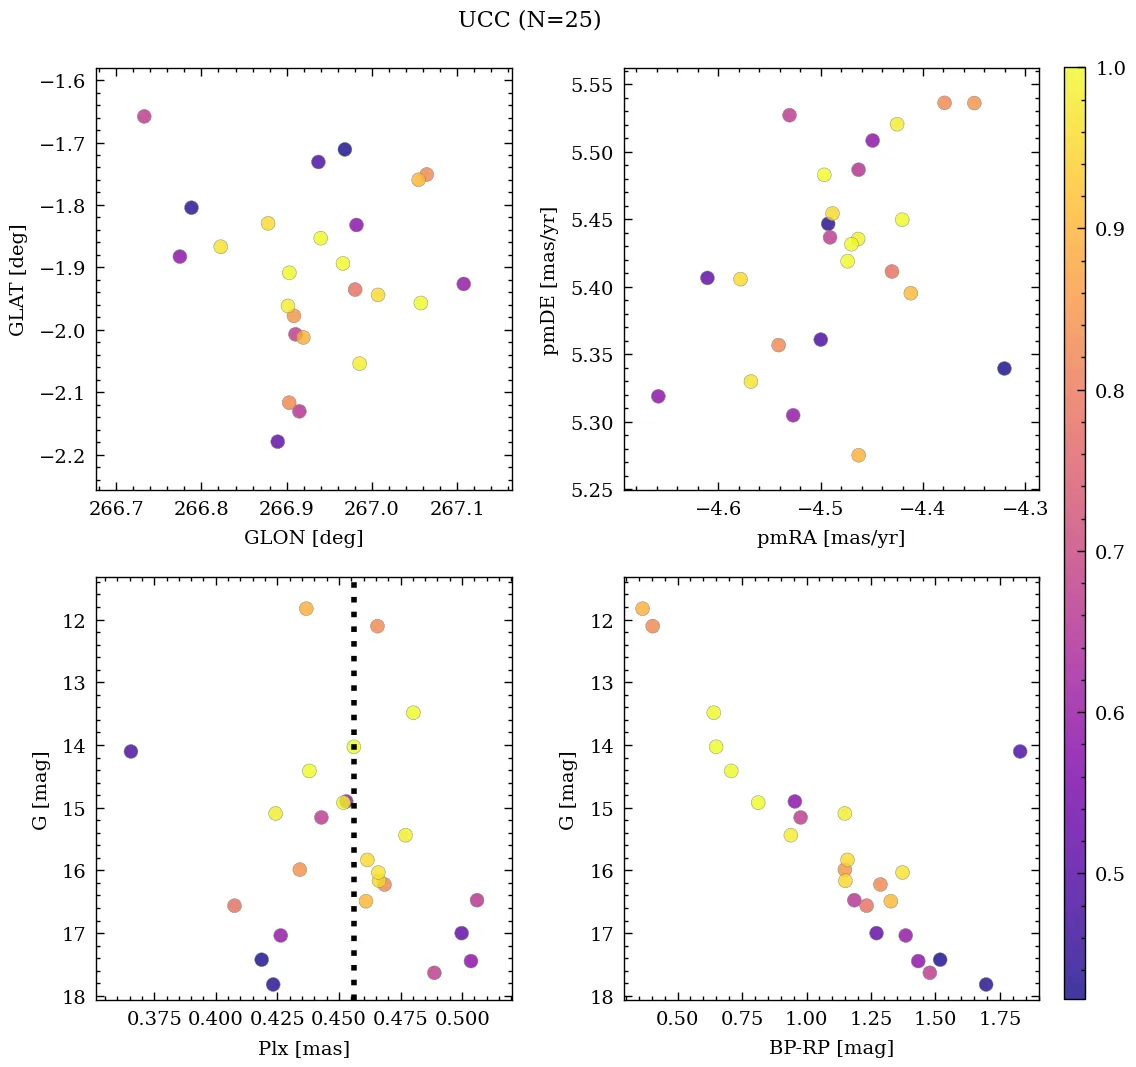 UCC (N=25)
−1.6
−1.7
−1.8
−1.9
−2.0
−2.1
−2.2
GLAT [deg]
266.7 266.8 266.9 267.0 267.1
GLON [deg]
5.55
5.50
5.45
5.40
5.35
5.30
5.25
pmDE [mas/yr]
−4.6 −4.5 −4.4 −4.3
pmRA [mas/yr]
12
13
14
15
16
17
18
G [mag]
0.375 0.400 0.425 0.450 0.475 0.500
Plx [mas]
12
13
14
15
16
17
18
G [mag]
0.50 0.75 1.00 1.25 1.50 1.75
BP-RP [mag]
1.0
0.9
0.8
0.7
0.6
0.5